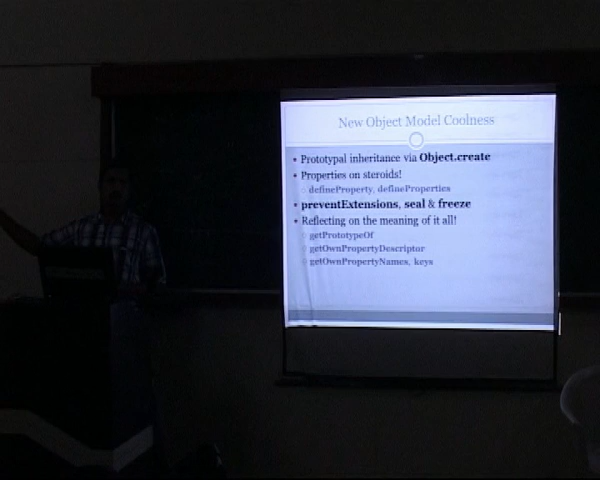 New Object Model Coolness
Prototypal inheritance via Object.create
Properties on steroids!
defineProperty, defineProperties
preventExtensions, seal & freeze
Reflecting on the meaning of it all!
getPrototypeOf
getOwnPropertyDescriptor
getOwnPropertyNames, keys